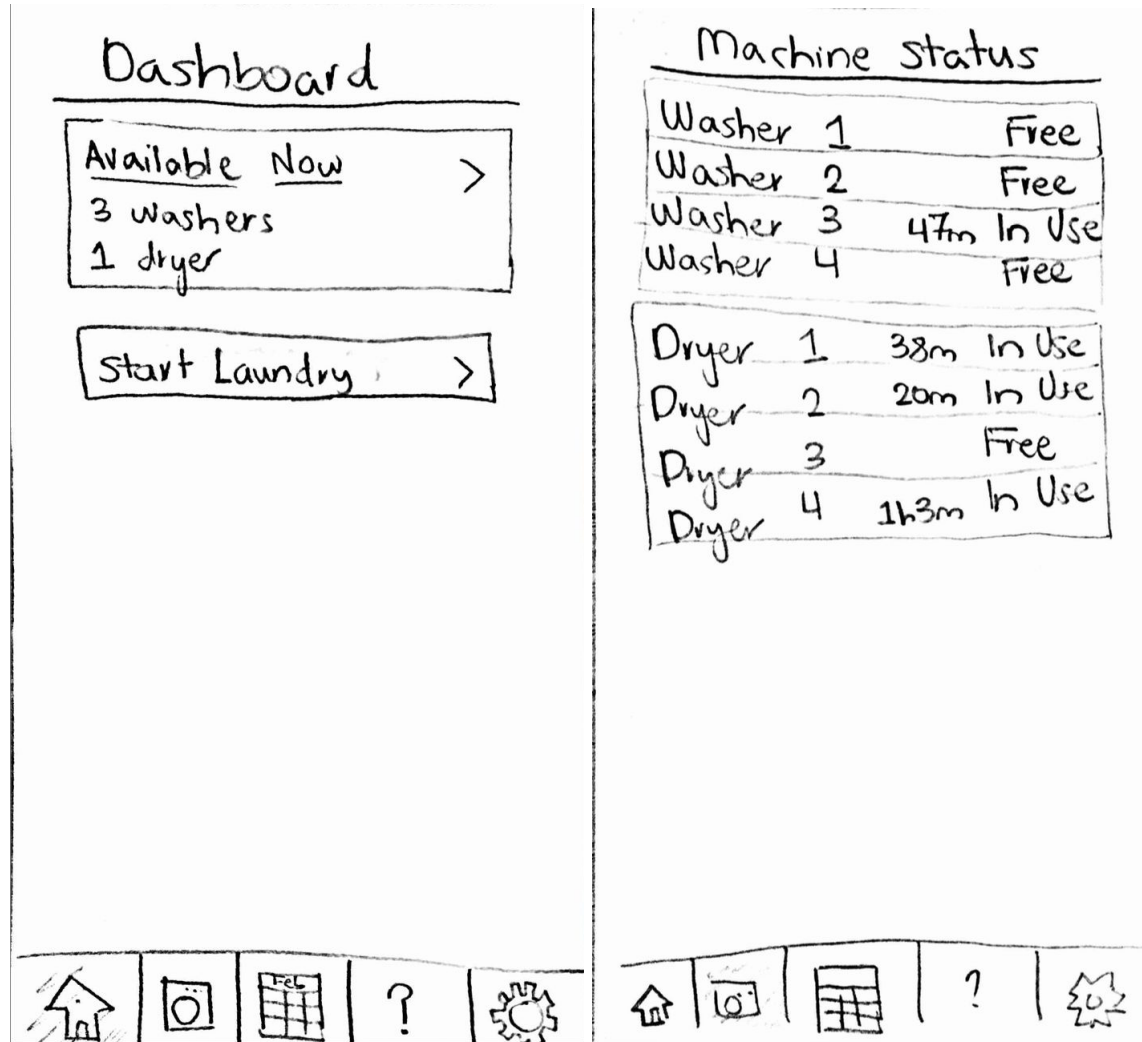 Dashboard
Available Now >
3 washers
1 dryer
Start Laundry >
Feb
?
Machine Status
Washer 1 Free
Washer 2 Free
Washer 3 47m In Use
Washer 4 Free
Dryer 1 38m In Use
Dryer 2 20m In Use
Dryer 3 Free
Dryer 4 1h3m In Use
?